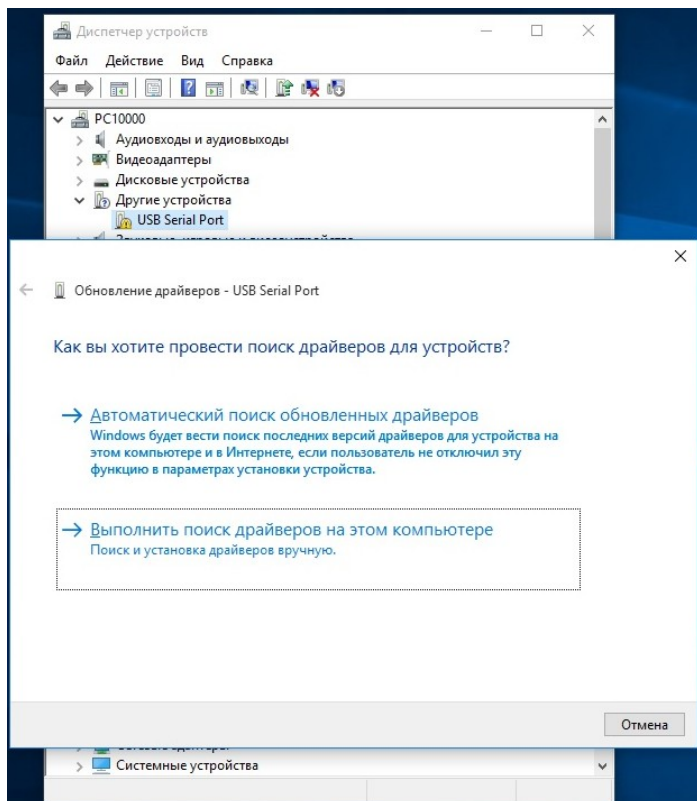 Диспетчер устройств
Файл Действие Вид Справка
PC10000
Аудиовходы и аудиовыходы
Видеоадаптеры
Дисковые устройства
Другие устройства
USB Serial Port
Обновление драйверов - USB Serial Port
Как вы хотите провести поиск драйверов для устройств?
Автоматический поиск обновленных драйверов
Windows будет вести поиск последних версий драйверов для устройства на
этом компьютере и в Интернете, если пользователь не отключил эту
функцию в параметрах установки устройства.
Выполнить поиск драйверов на этом компьютере
Поиск и установка драйверов вручную.
Отмена
Системные устройства